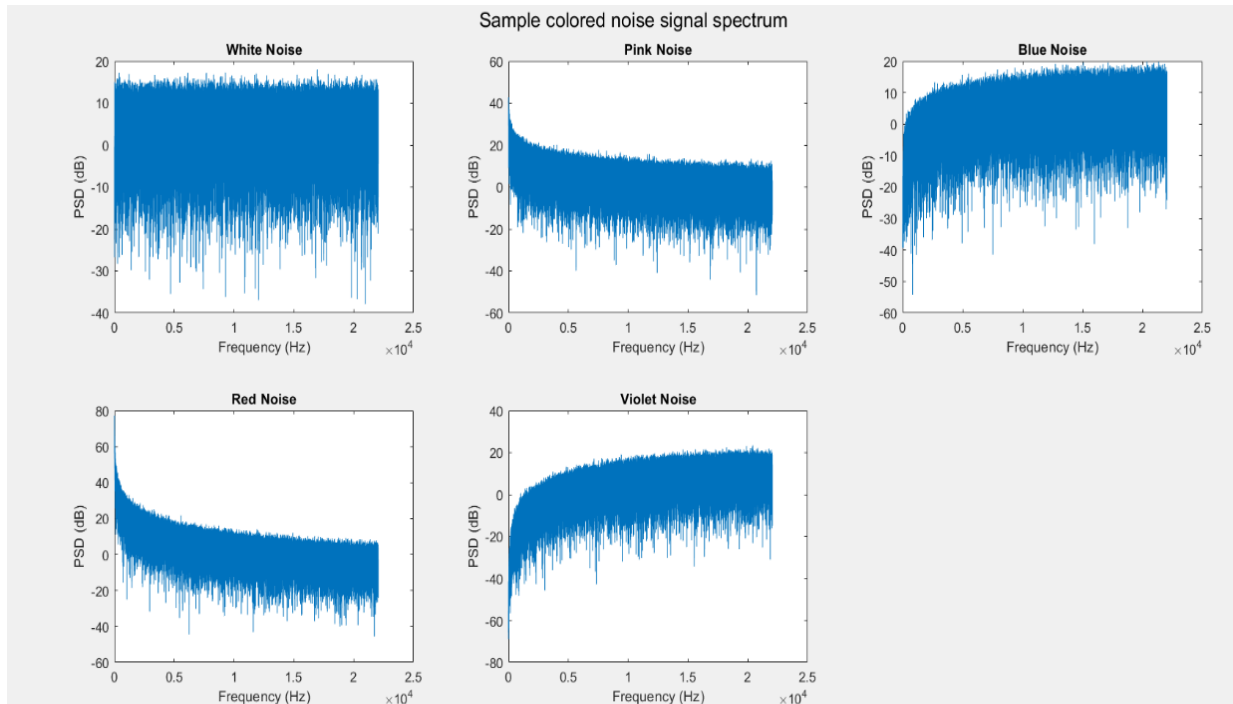 Sample colored noise signal spectrum
White Noise
PSD (dB)
20
10
0
-10
-20
-30
-40
0 0.5 1 1.5 2 2.5
Frequency (Hz)
×10^4
Pink Noise
PSD (dB)
60
40
20
0
-20
-40
-60
0 0.5 1 1.5 2 2.5
Frequency (Hz)
×10^4
Blue Noise
PSD (dB)
20
10
0
-10
-20
-30
-40
-50
-60
0 0.5 1 1.5 2 2.5
Frequency (Hz)
×10^4
Red Noise
PSD (dB)
80
60
40
20
0
-20
-40
-60
0 0.5 1 1.5 2 2.5
Frequency (Hz)
×10^4
Violet Noise
PSD (dB)
40
20
0
-20
-40
-60
-80
0 0.5 1 1.5 2 2.5
Frequency (Hz)
×10^4